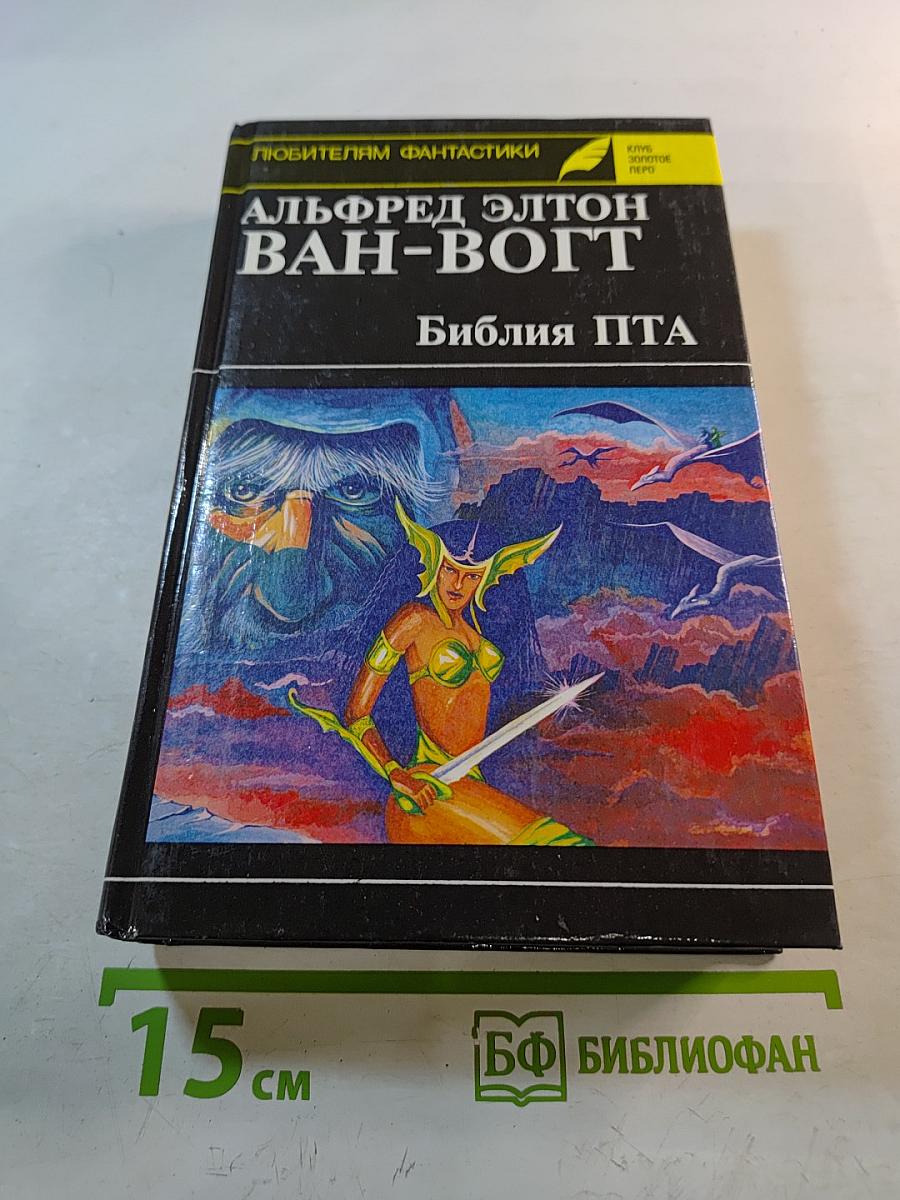 ЛЮБИТЕЛЯМ ФАНТАСТИКИ
КЛУБ
ЗОЛОТОЕ
ПЕРО
АЛЬФРЕД ЭЛТОН
ВАН-ВОГТ
Библия ПТА
15 см
БФ БИБЛИОФАН